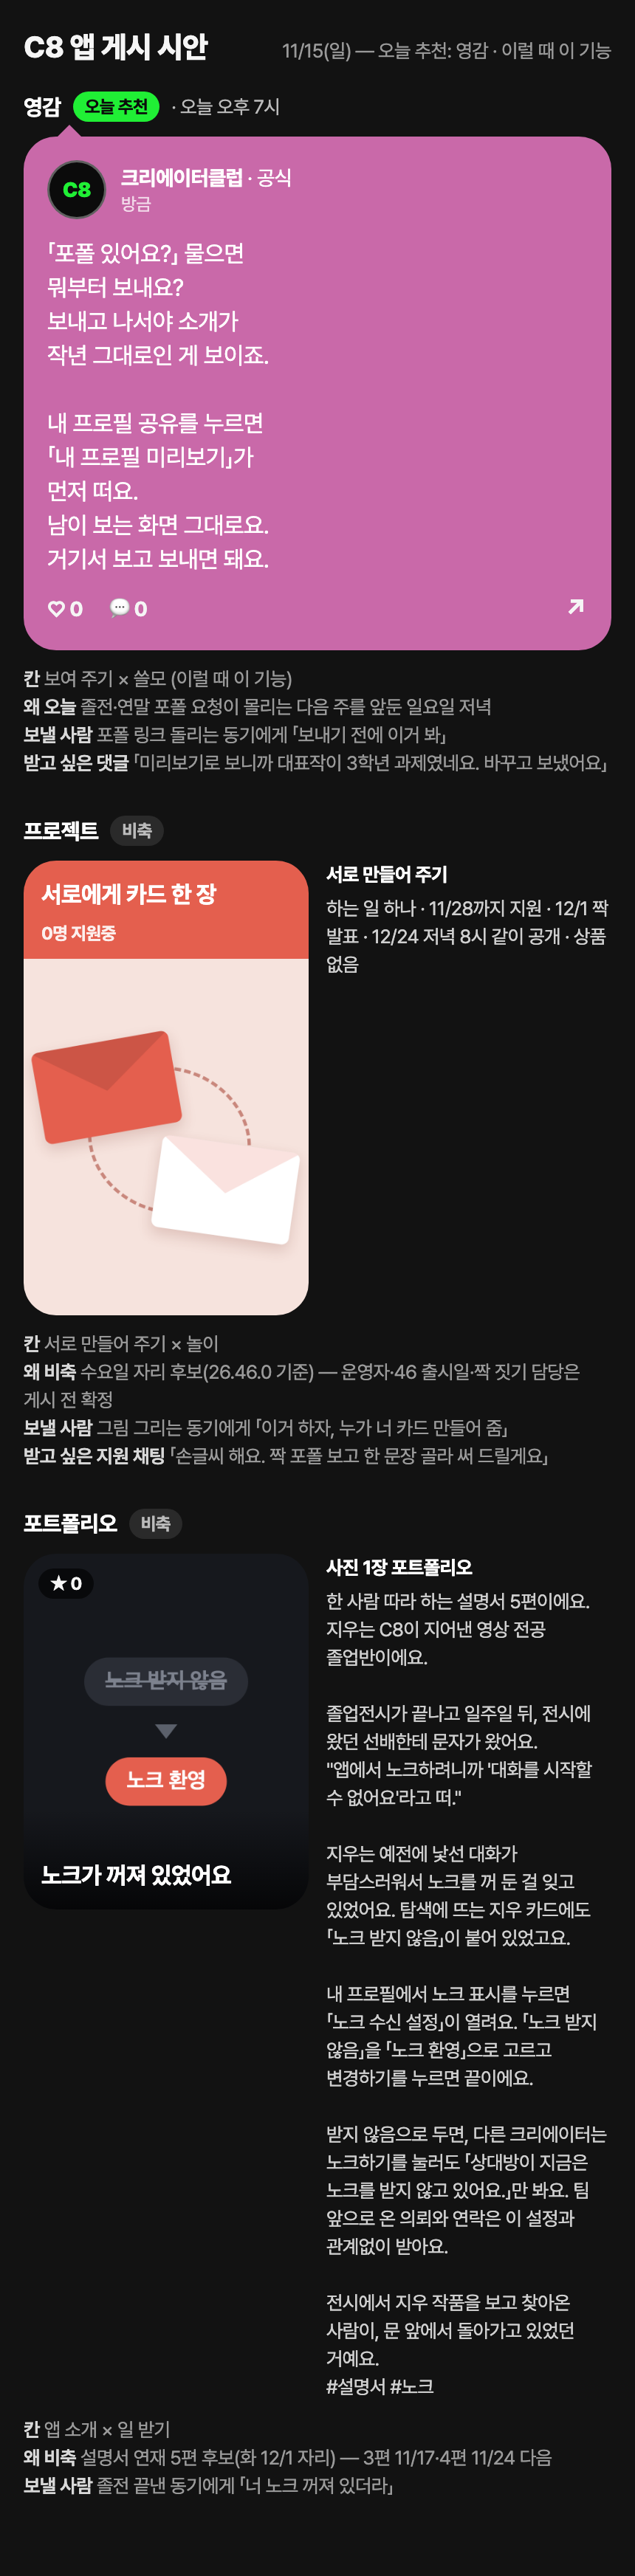 C8 앱 게시 시안
11/15(일) — 오늘 추천: 영감 · 이럴 때 이 기능
영감 오늘 추천 · 오늘 오후 7시
C8
크리에이터클럽 · 공식
방금
「포폴 있어요?」 물으면
뭐부터 보내요?
보내고 나서야 소개가
작년 그대로인 게 보이죠.
내 프로필 공유를 누르면
「내 프로필 미리보기」가
먼저 떠요.
남이 보는 화면 그대로요.
거기서 보고 보내면 돼요.
♡ 0 💬 0
칸 보여 주기 × 쓸모 (이럴 때 이 기능)
왜 오늘 졸전·연말 포폴 요청이 몰리는 다음 주를 앞둔 일요일 저녁
보낼 사람 포폴 링크 돌리는 동기에게 「보내기 전에 이거 봐」
받고 싶은 댓글 「미리보기로 보니까 대표작이 3학년 과제였네요. 바꾸고 보냈어요」
프로젝트 비축
서로에게 카드 한 장
0명 지원중
서로 만들어 주기
하는 일 하나 · 11/28까지 지원 · 12/1 짝
발표 · 12/24 저녁 8시 같이 공개 · 상품
없음
칸 서로 만들어 주기 × 놀이
왜 비축 수요일 자리 후보(26.46.0 기준) — 운영자·46 출시일·짝 짓기 담당은
게시 전 확정
보낼 사람 그림 그리는 동기에게 「이거 하자, 누가 너 카드 만들어 줌」
받고 싶은 지원 채팅 「손글씨 해요. 짝 포폴 보고 한 문장 골라 써 드릴게요」
포트폴리오 비축
★ 0
노크 받지 않음
노크 환영
노크가 꺼져 있었어요
사진 1장 포트폴리오
한 사람 따라 하는 설명서 5편이에요.
지우는 C8이 지어낸 영상 전공
졸업반이에요.
졸업전시가 끝나고 일주일 뒤, 전시에
왔던 선배한테 문자가 왔어요.
"앱에서 노크하려니까 '대화를 시작할
수 없어요'라고 떠."
지우는 예전에 낯선 대화가
부담스러워서 노크를 꺼 둔 걸 잊고
있었어요. 탐색에 뜨는 지우 카드에도
「노크 받지 않음」이 붙어 있었고요.
내 프로필에서 노크 표시를 누르면
「노크 수신 설정」이 열려요. 「노크 받지
않음」을 「노크 환영」으로 고르고
변경하기를 누르면 끝이에요.
받지 않음으로 두면, 다른 크리에이터는
노크하기를 눌러도 「상대방이 지금은
노크를 받지 않고 있어요.」만 봐요. 팀
앞으로 온 의뢰와 연락은 이 설정과
관계없이 받아요.
전시에서 지우 작품을 보고 찾아온
사람이, 문 앞에서 돌아가고 있었던
거예요.
#설명서 #노크
칸 앱 소개 × 일 받기
왜 비축 설명서 연재 5편 후보(화 12/1 자리) — 3편 11/17·4편 11/24 다음
보낼 사람 졸전 끝낸 동기에게 「너 노크 꺼져 있더라」